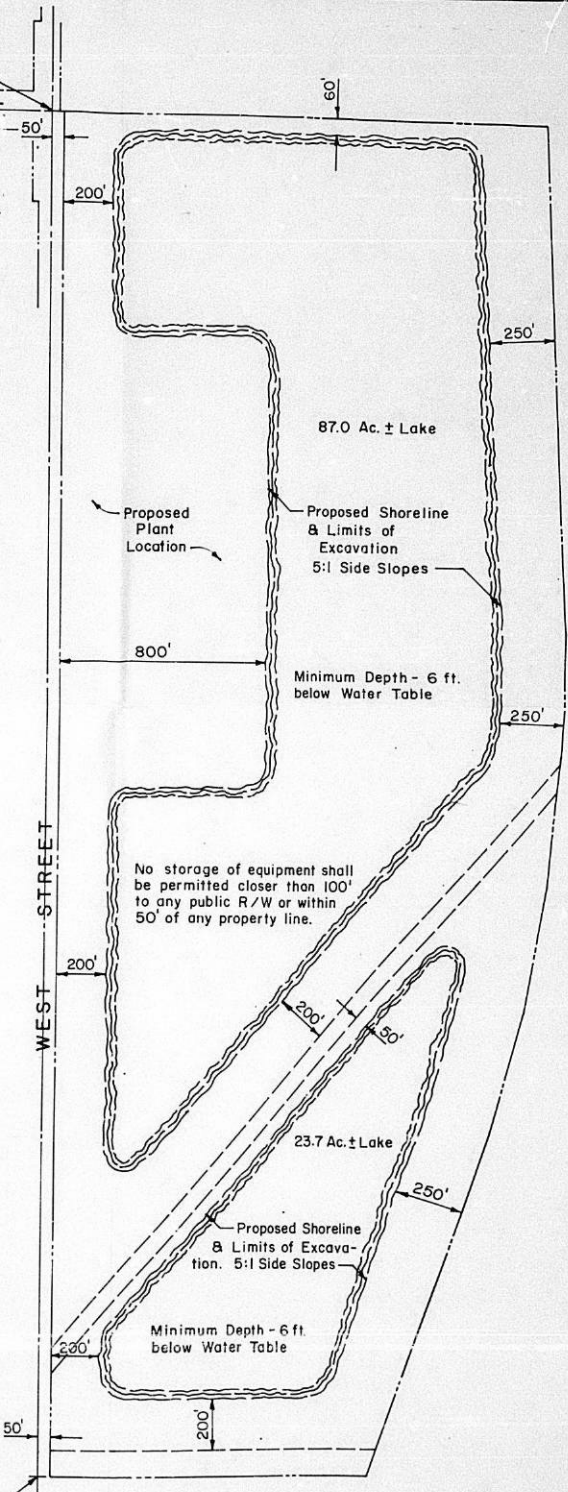 60'
50'
200'
250'
87.0 Ac. ± Lake
Proposed
Plant
Location
Proposed Shoreline
& Limits of
Excavation
5:1 Side Slopes
800'
Minimum Depth - 6 ft.
below Water Table
250'
WEST STREET
No storage of equipment shall
be permitted closer than 100'
to any public R/W or within
50' of any property line.
200'
200'
50'
23.7 Ac. ± Lake
250'
Proposed Shoreline
& Limits of Excava-
tion. 5:1 Side Slopes
Minimum Depth - 6 ft.
below Water Table
200'
200'
50'